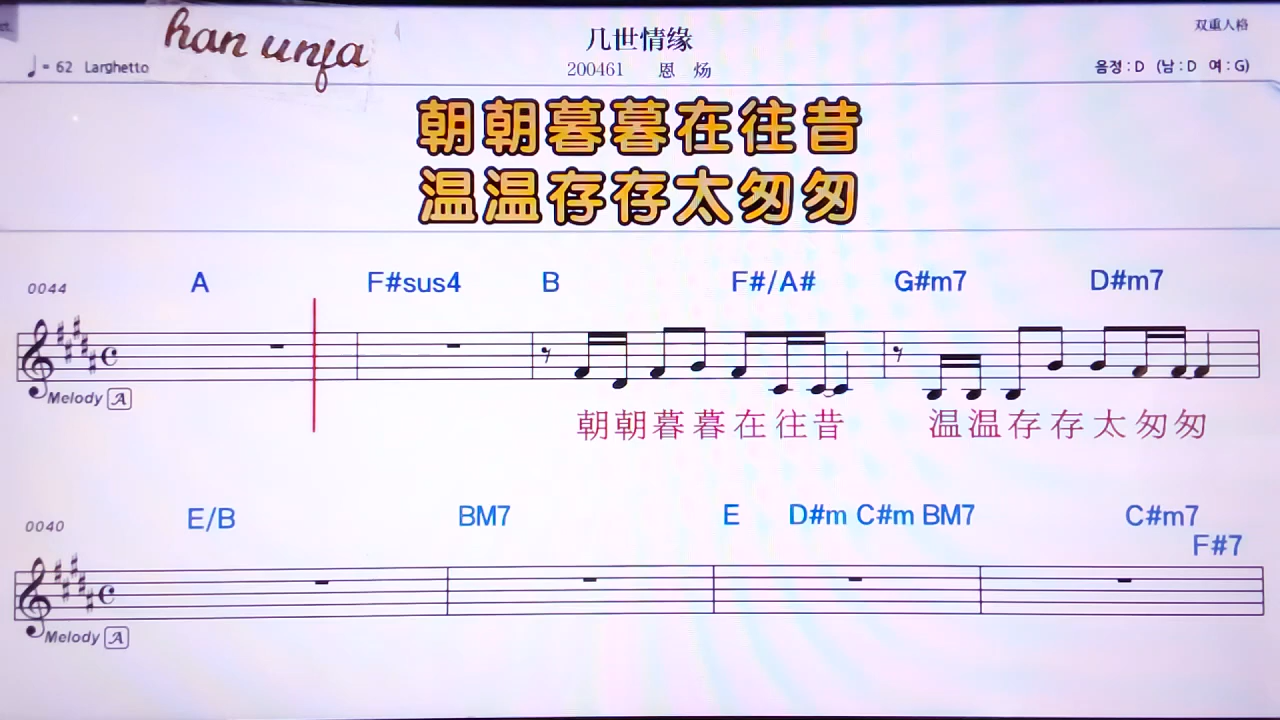 han unfa
几世情缘
双重人格
♩= 62 Larghetto
200461 恩 炀
음정 : D (남 : D 여 : G)
朝朝暮暮在往昔
温温存存太匆匆
0044 A F#sus4 B F#/A# G#m7 D#m7
Melody A
朝朝暮暮在往昔 温温存存太匆匆
0040 E/B BM7 E D#m C#m BM7 C#m7
F#7
Melody A